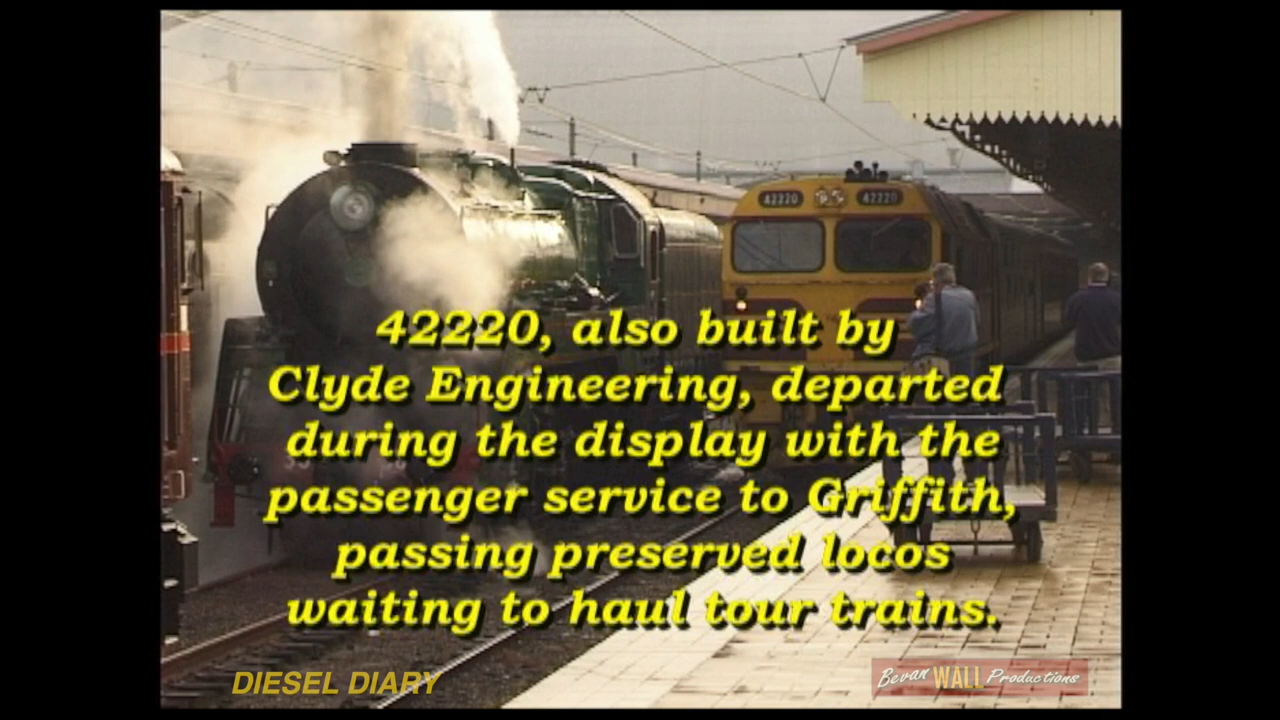 42220 42220
42220, also built by
Clyde Engineering, departed
during the display with the
passenger service to Griffith,
passing preserved locos
waiting to haul tour trains.
DIESEL DIARY
Bevan WALL Productions